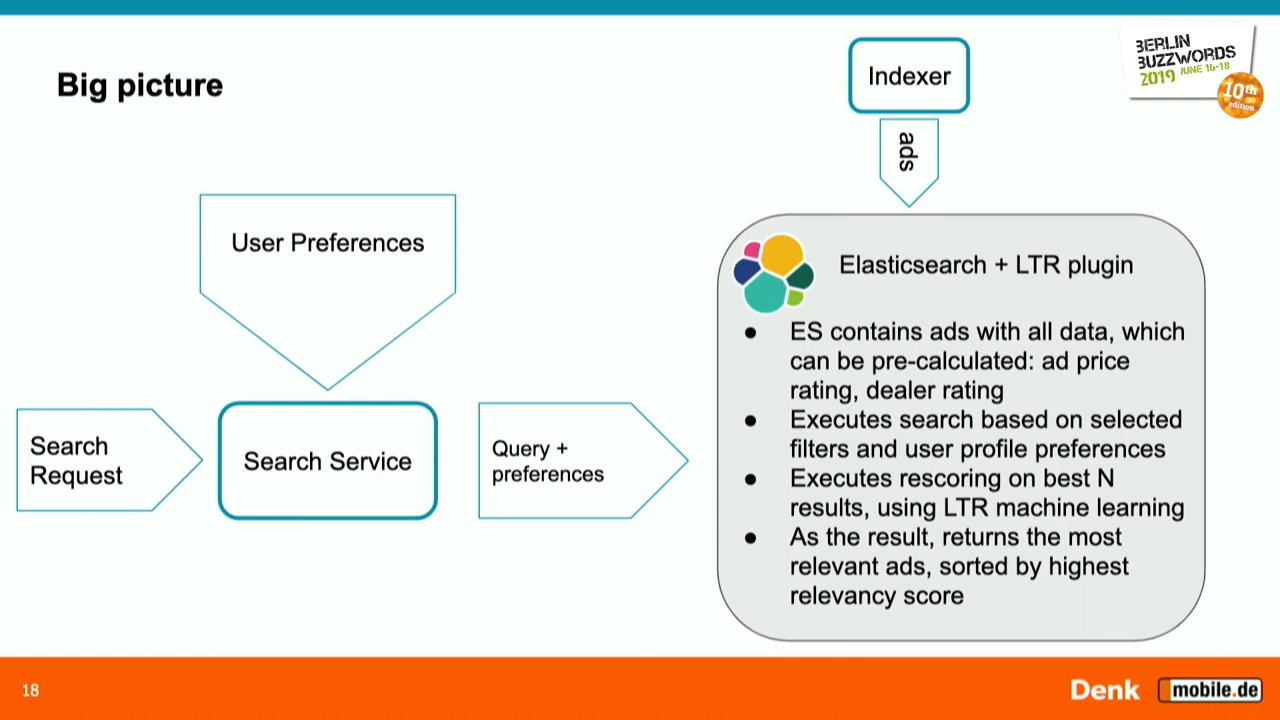 Big picture
Indexer
BERLIN
BUZZWORDS
2019 JUNE 16-18
10th
edition
ads
User Preferences
Elasticsearch + LTR plugin
● ES contains ads with all data, which
can be pre-calculated: ad price
rating, dealer rating
● Executes search based on selected
filters and user profile preferences
● Executes rescoring on best N
results, using LTR machine learning
● As the result, returns the most
relevant ads, sorted by highest
relevancy score
Search
Request
Search Service
Query +
preferences
18
Denk
mobile.de